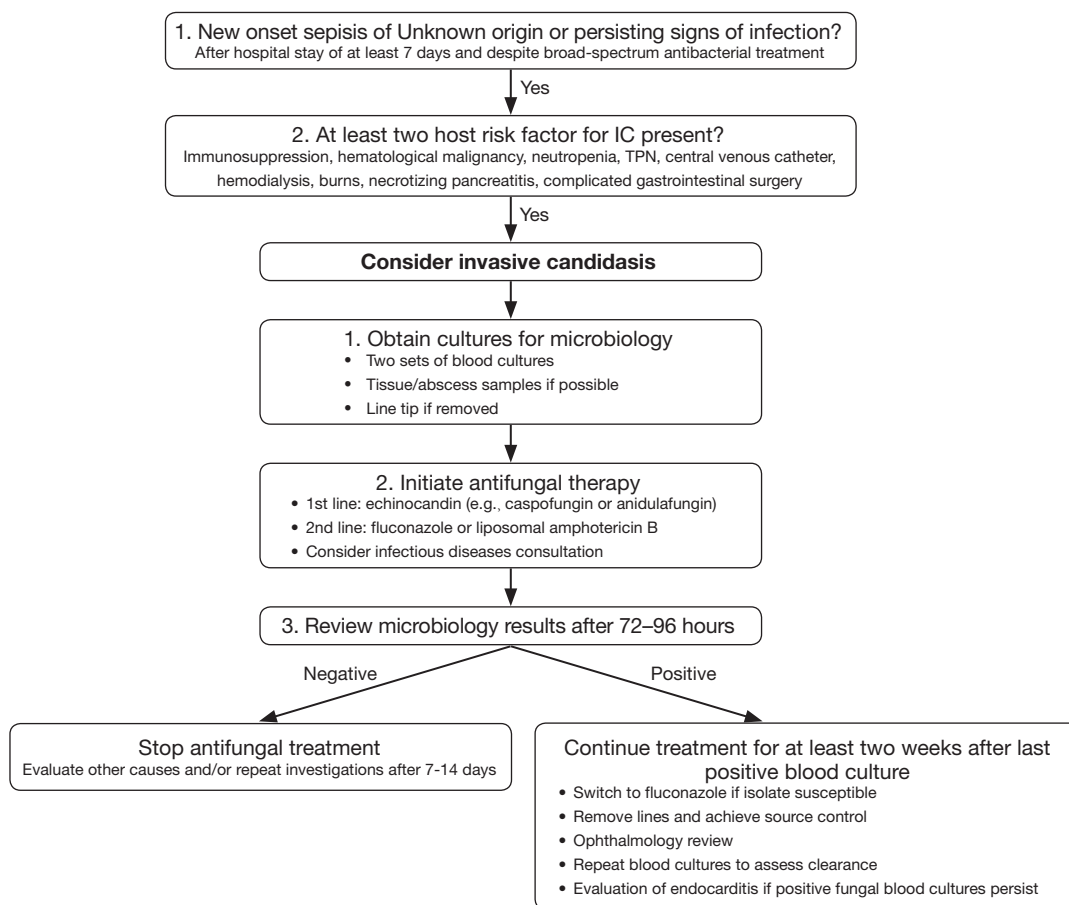 1. New onset sepisis of Unknown origin or persisting signs of infection?
After hospital stay of at least 7 days and despite broad-spectrum antibacterial treatment
Yes
2. At least two host risk factor for IC present?
Immunosuppression, hematological malignancy, neutropenia, TPN, central venous catheter,
hemodialysis, burns, necrotizing pancreatitis, complicated gastrointestinal surgery
Yes
Consider invasive candidasis
1. Obtain cultures for microbiology
• Two sets of blood cultures
• Tissue/abscess samples if possible
• Line tip if removed
2. Initiate antifungal therapy
• 1st line: echinocandin (e.g., caspofungin or anidulafungin)
• 2nd line: fluconazole or liposomal amphotericin B
• Consider infectious diseases consultation
3. Review microbiology results after 72–96 hours
Negative
Positive
Stop antifungal treatment
Evaluate other causes and/or repeat investigations after 7-14 days
Continue treatment for at least two weeks after last
positive blood culture
• Switch to fluconazole if isolate susceptible
• Remove lines and achieve source control
• Ophthalmology review
• Repeat blood cultures to assess clearance
• Evaluation of endocarditis if positive fungal blood cultures persist